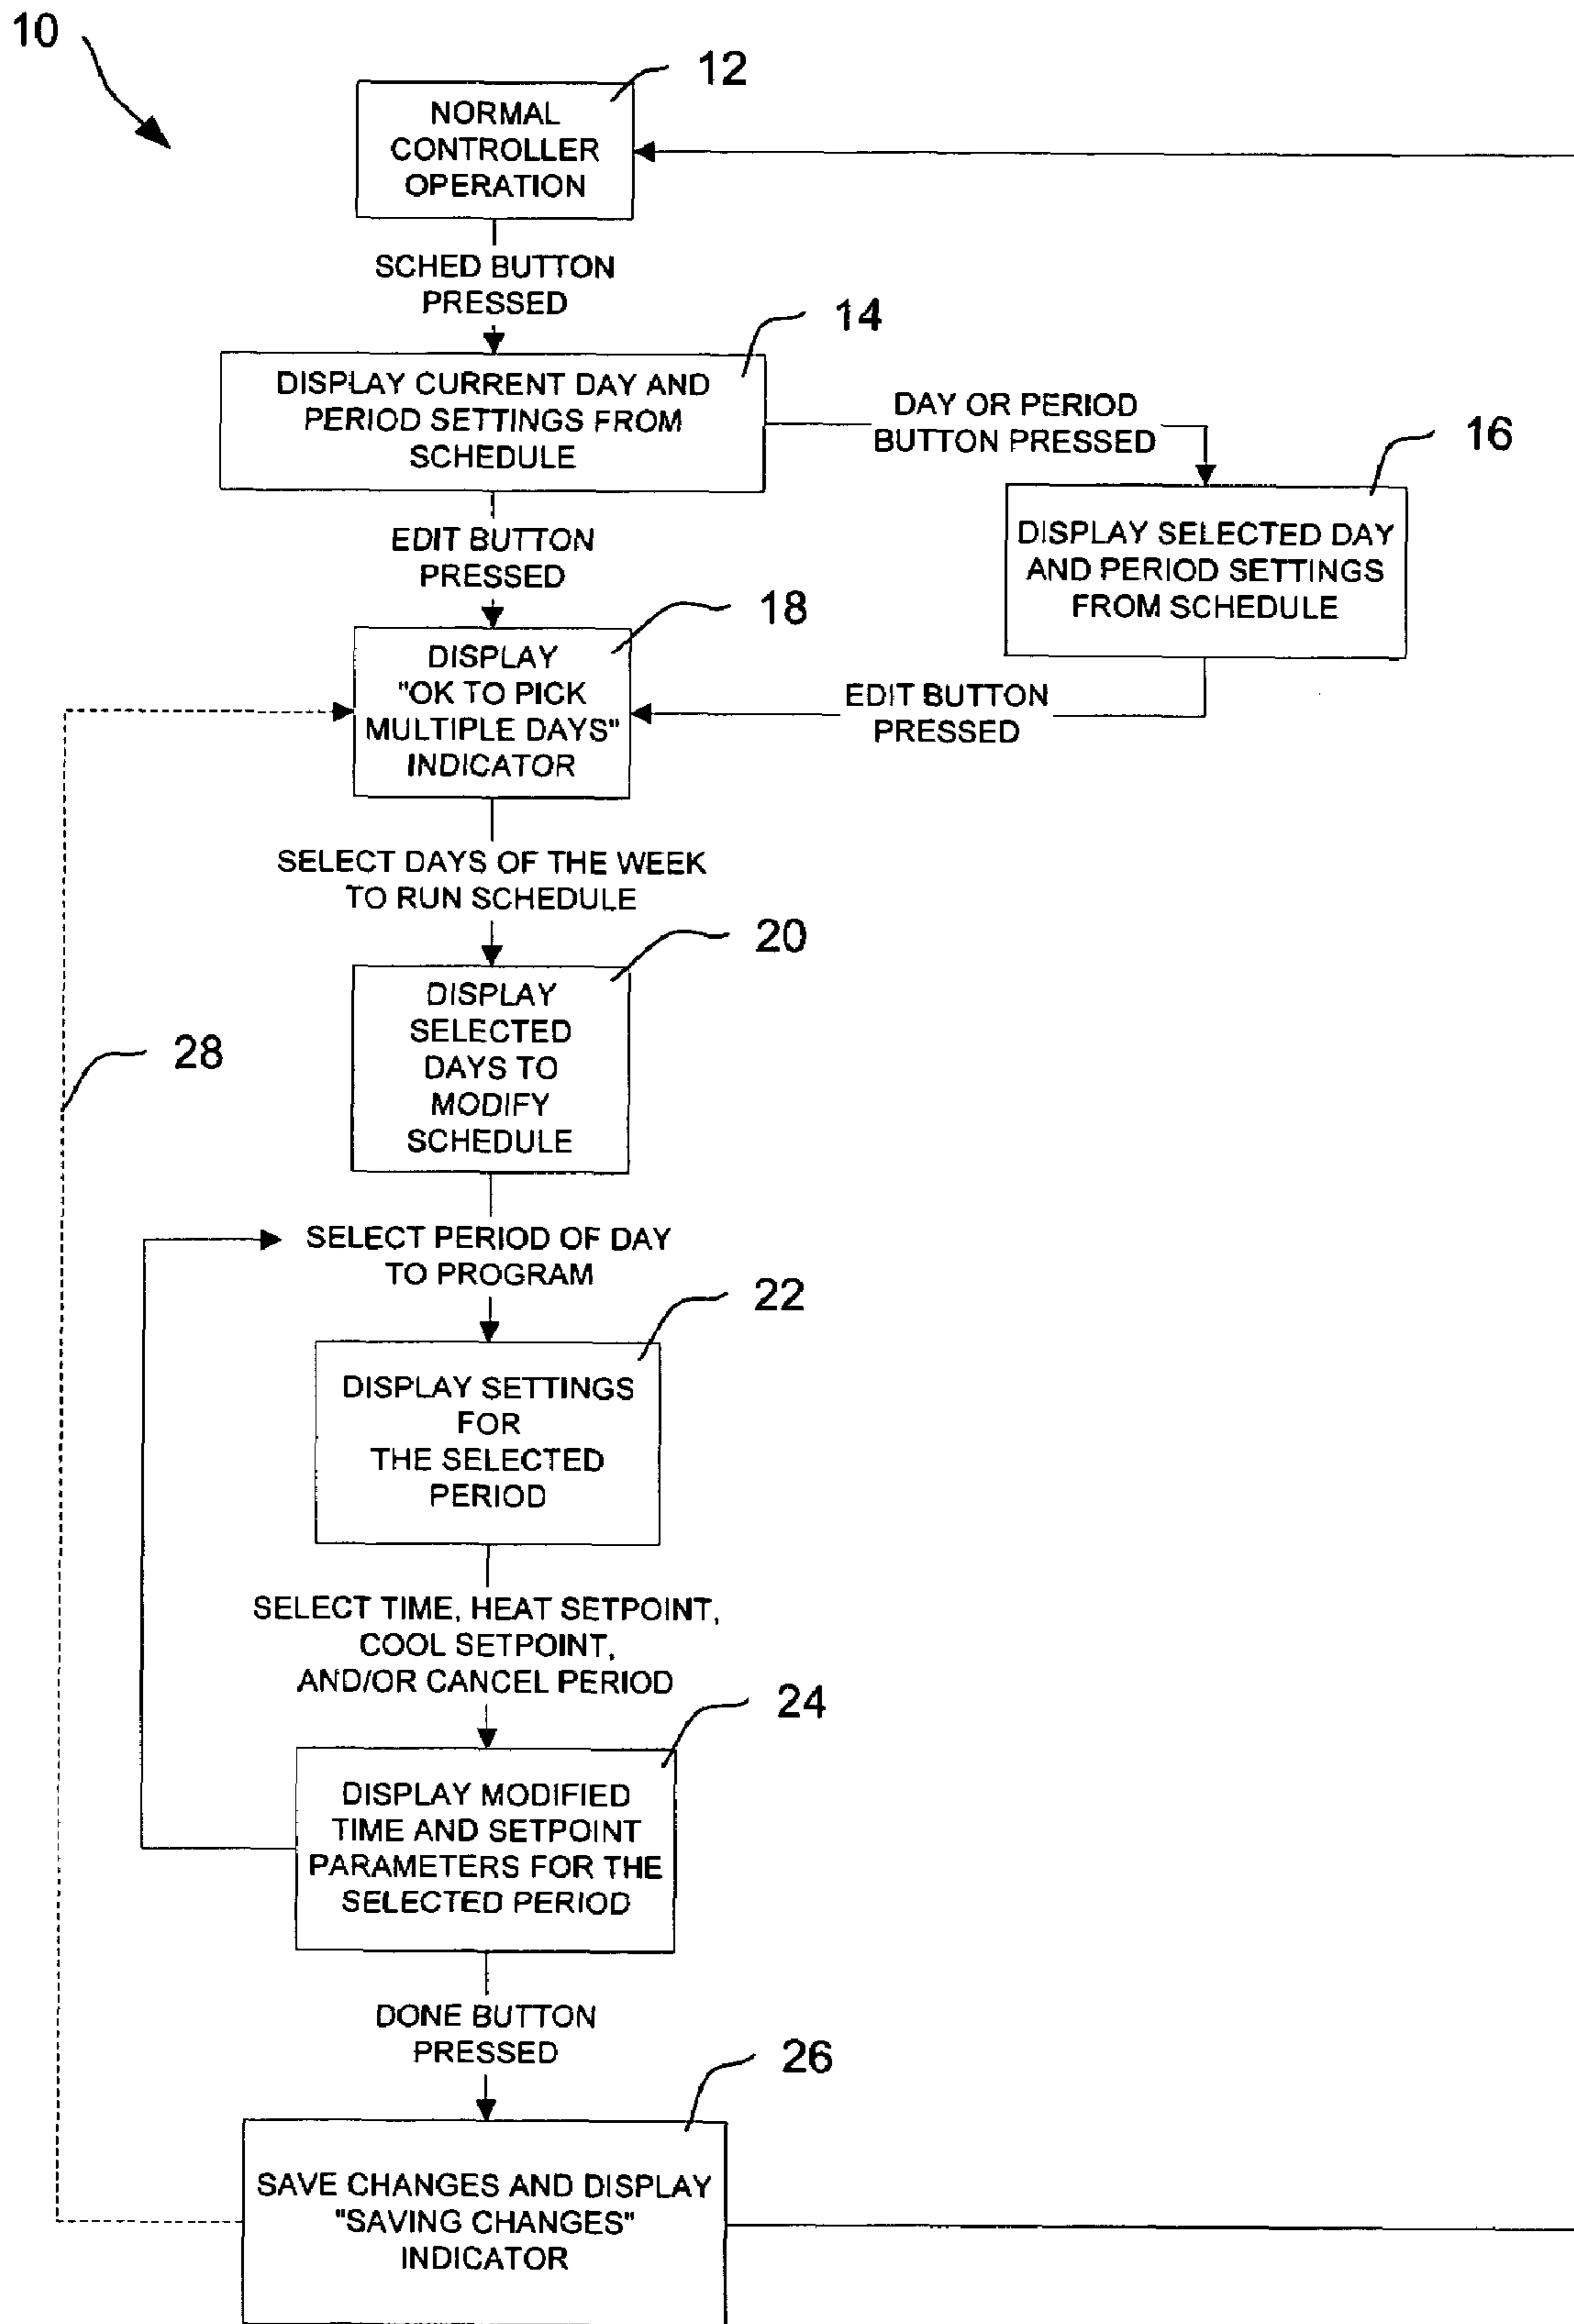 10
12
NORMAL
CONTROLLER
OPERATION
SCHED BUTTON
PRESSED
14
DISPLAY CURRENT DAY AND
PERIOD SETTINGS FROM
SCHEDULE
DAY OR PERIOD
BUTTON PRESSED
16
DISPLAY SELECTED DAY
AND PERIOD SETTINGS
FROM SCHEDULE
EDIT BUTTON
PRESSED
EDIT BUTTON
PRESSED
18
DISPLAY
"OK TO PICK
MULTIPLE DAYS"
INDICATOR
SELECT DAYS OF THE WEEK
TO RUN SCHEDULE
20
DISPLAY
SELECTED
DAYS TO
MODIFY
SCHEDULE
28
SELECT PERIOD OF DAY
TO PROGRAM
22
DISPLAY SETTINGS
FOR
THE SELECTED
PERIOD
SELECT TIME, HEAT SETPOINT,
COOL SETPOINT,
AND/OR CANCEL PERIOD
24
DISPLAY MODIFIED
TIME AND SETPOINT
PARAMETERS FOR THE
SELECTED PERIOD
DONE BUTTON
PRESSED
26
SAVE CHANGES AND DISPLAY
"SAVING CHANGES"
INDICATOR